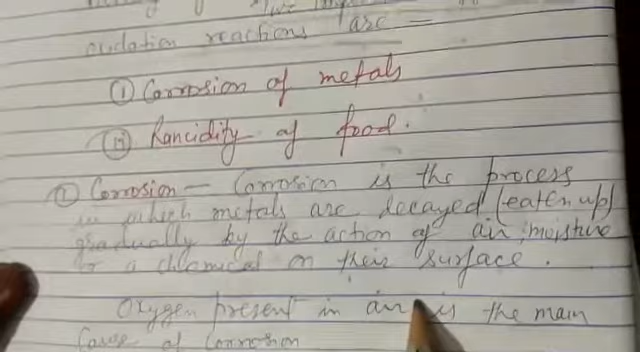 oxidation reactions are =
(i) Corrosion of metals
(ii) Rancidity of food.
(i) Corrosion - Corrosion is the process
in which metals are decayed (eaten up)
gradually by the action of air, moisture
or a chemical on their surface.
Oxygen present in air is the main
Cause of Corrosion